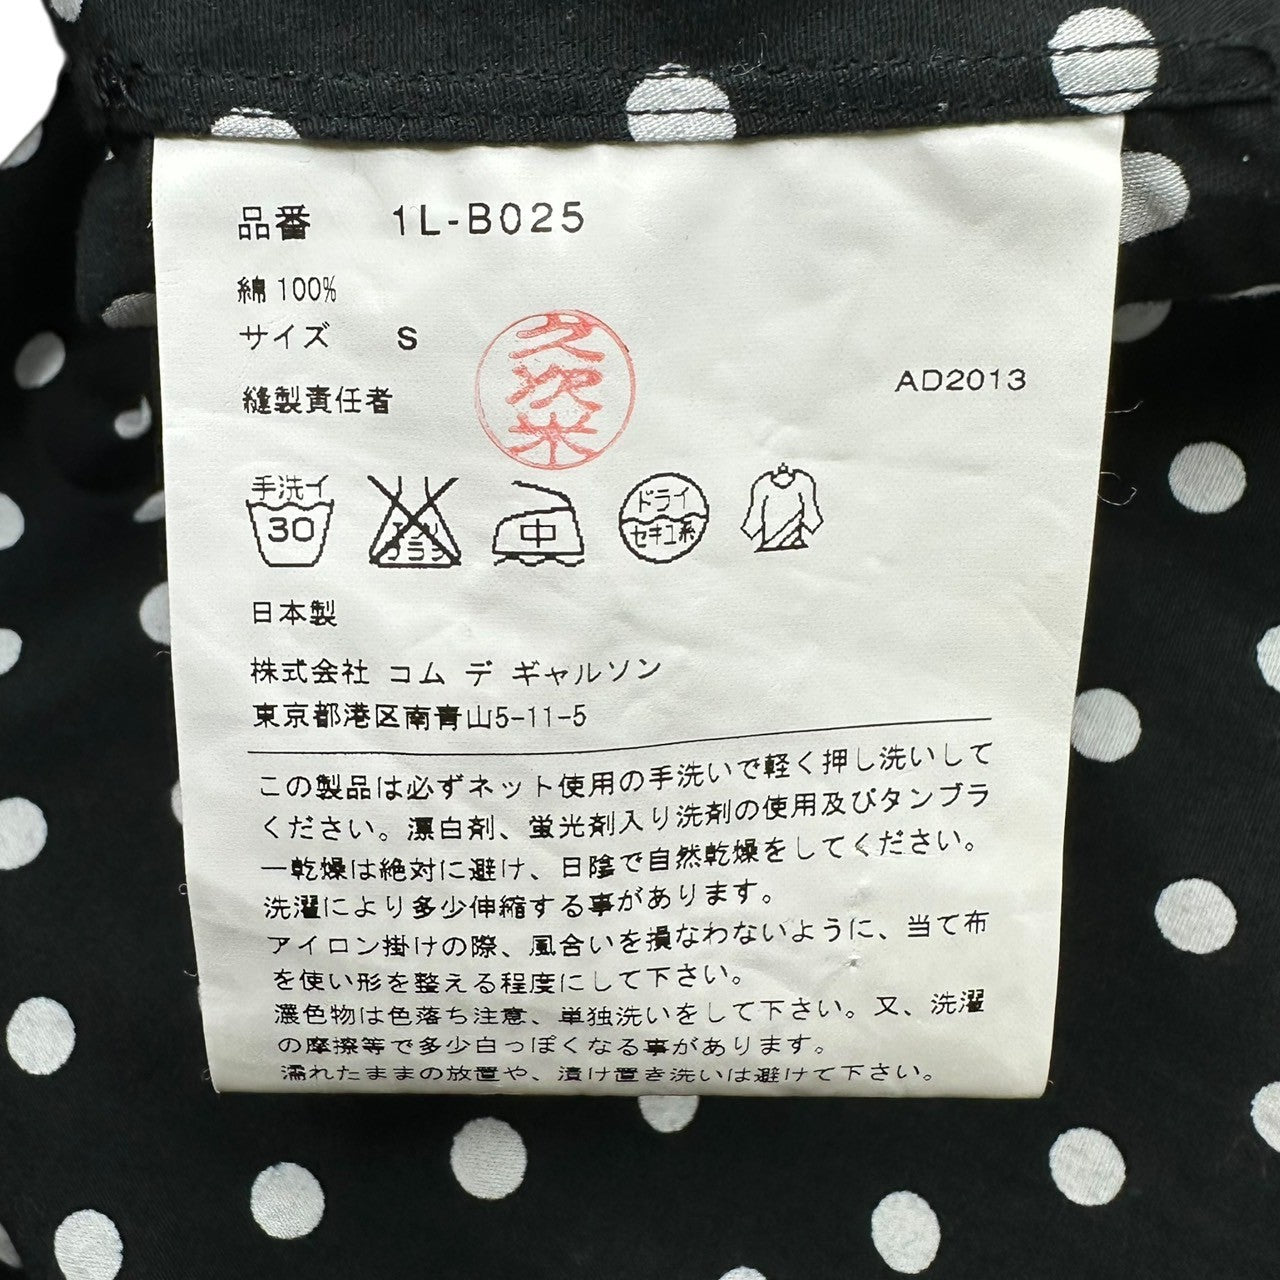 品番 1L-B025
綿 100%
サイズ S
久次米
縫製責任者
AD2013
手洗イ
30
エンソ
サラシ
中
ドライ
セキユ系
日本製
株式会社 コム デ ギャルソン
東京都港区南青山5-11-5
この製品は必ずネット使用の手洗いで軽く押し洗いして
ください。漂白剤、蛍光剤入り洗剤の使用及びタンブラ
ー乾燥は絶対に避け、日陰で自然乾燥をしてください。
洗濯により多少伸縮する事があります。
アイロン掛けの際、風合いを損なわないように、当て布
を使い形を整える程度にして下さい。
濃色物は色落ち注意、単独洗いをして下さい。又、洗濯
の摩擦等で多少白っぽくなる事があります。
濡れたままの放置や、漬け置き洗いは避けて下さい。